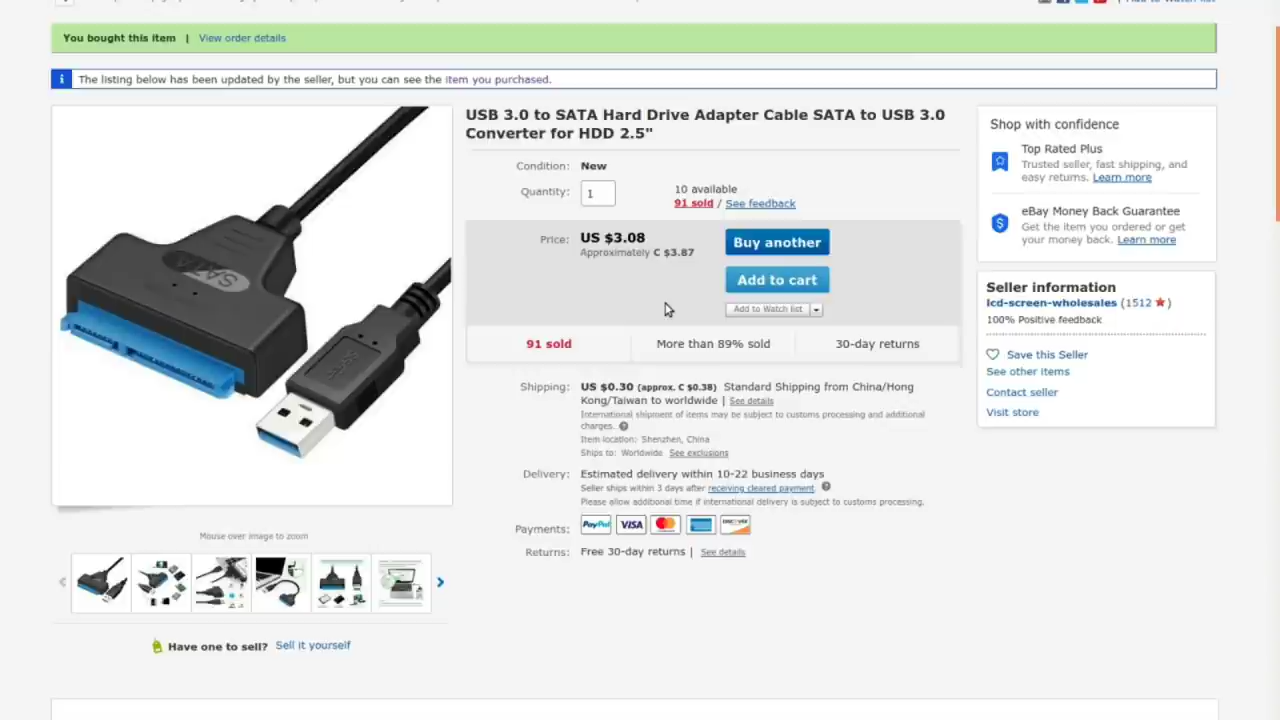 You bought this item | View order details
The listing below has been updated by the seller, but you can see the item you purchased.
USB 3.0 to SATA Hard Drive Adapter Cable SATA to USB 3.0
Converter for HDD 2.5"
Condition: New
Quantity: 1
10 available
91 sold / See feedback
Price: US $3.08
Approximately C $3.87
Buy another
Add to cart
Add to Watch list
91 sold
More than 89% sold
30-day returns
Shipping: US $0.30 (approx. C $0.38) Standard Shipping from China/Hong
Kong/Taiwan to worldwide | See details
International shipment of items may be subject to customs processing and additional
charges.
Item location: Shenzhen, China
Ships to: Worldwide See exclusions
Delivery: Estimated delivery within 10-22 business days
Seller ships within 3 days after receiving cleared payment.
Please allow additional time if international delivery is subject to customs processing.
Payments: PayPal VISA MasterCard DISCOVER
Returns: Free 30-day returns | See details
Shop with confidence
Top Rated Plus
Trusted seller, fast shipping, and
easy returns. Learn more
eBay Money Back Guarantee
Get the item you ordered or get
your money back. Learn more
Seller information
lcd-screen-wholesales (1512 ★)
100% Positive feedback
Save this Seller
See other items
Contact seller
Visit store
SATA
Mouse over image to zoom
Have one to sell? Sell it yourself